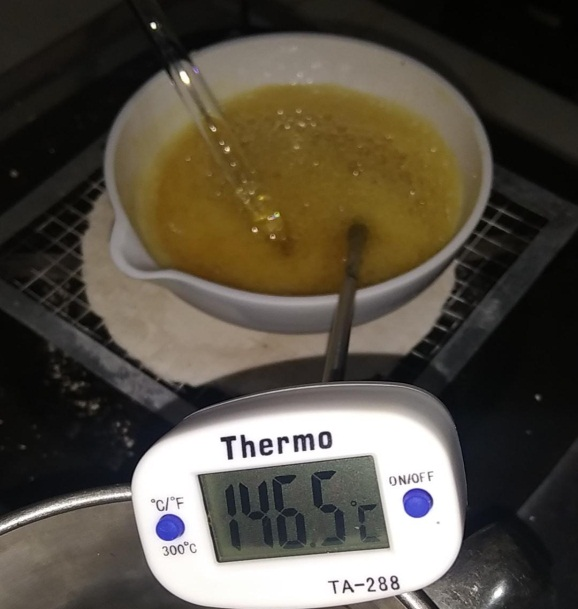 Thermo
146.5°C
ON/OFF
°C/°F
300°C
TA-288